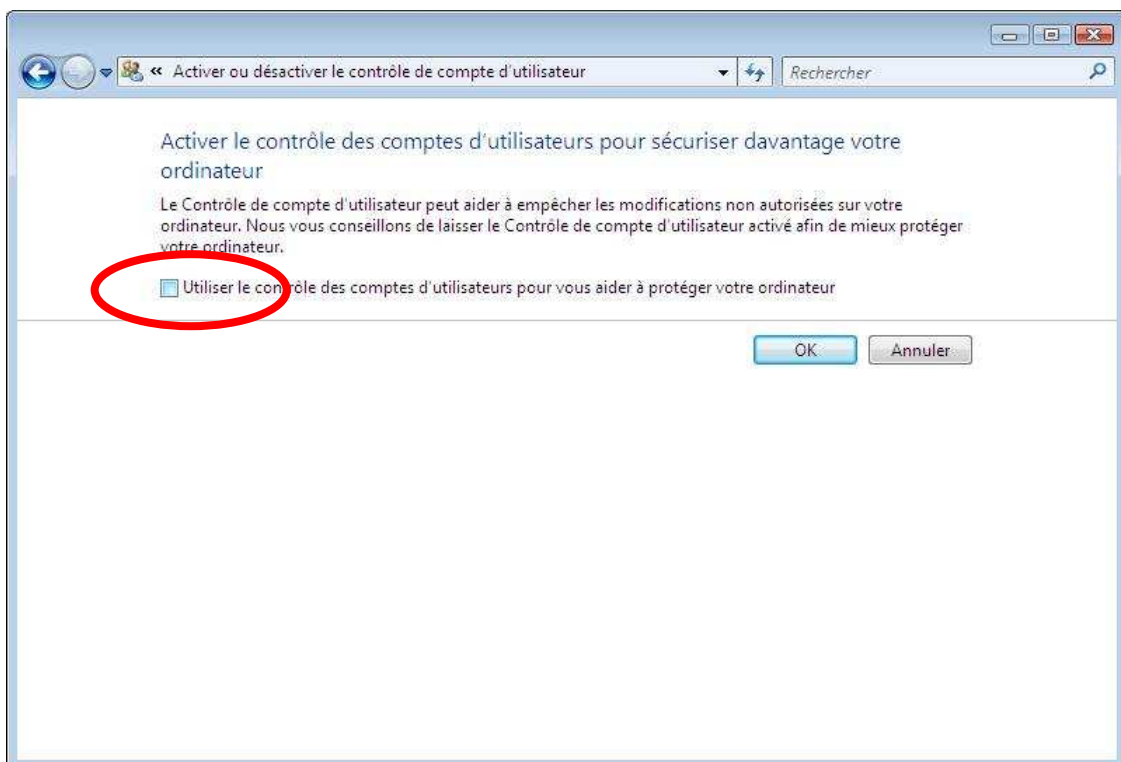 « Activer ou désactiver le contrôle de compte d'utilisateur
Rechercher
Activer le contrôle des comptes d'utilisateurs pour sécuriser davantage votre
ordinateur
Le Contrôle de compte d'utilisateur peut aider à empêcher les modifications non autorisées sur votre
ordinateur. Nous vous conseillons de laisser le Contrôle de compte d'utilisateur activé afin de mieux protéger
votre ordinateur.
Utiliser le contrôle des comptes d'utilisateurs pour vous aider à protéger votre ordinateur
OK
Annuler